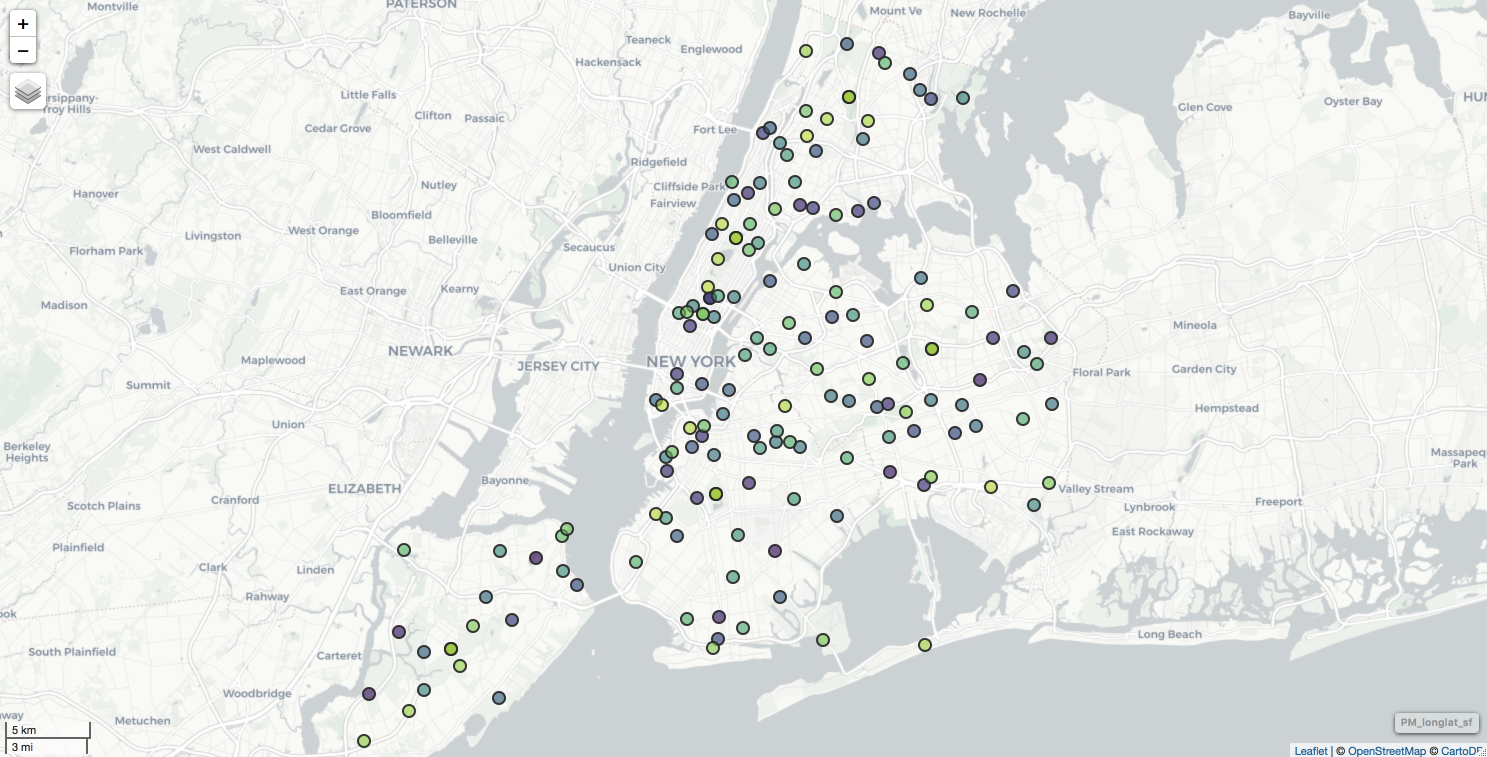 Montville
PATERSON
Mount Ve
New Rochelle
Bayville
+
−
Teaneck
Englewood
Hackensack
Little Falls
arsippany-
Troy Hills
Glen Cove
Oyster Bay
HUN
Clifton
Passaic
Cedar Grove
Fort Lee
West Caldwell
Ridgefield
Nutley
Cliffside Park
Hanover
Fairview
Bloomfield
West Orange
Livingston
Belleville
Secaucus
Florham Park
Union City
East Orange
Kearny
Madison
Mineola
NEWARK
NEW YORK
Maplewood
JERSEY CITY
Garden City
Floral Park
Summit
Hempstead
Union
Berkeley
Heights
Massapequ
Park
Bayonne
ELIZABETH
Valley Stream
Cranford
Freeport
Scotch Plains
Lynbrook
East Rockaway
Plainfield
Clark
Linden
Rahway
ook
Long Beach
South Plainfield
Carteret
Woodbridge
way
Metuchen
PM_longlat_sf
5 km
3 mi
Leaflet | © OpenStreetMap © CartoDB